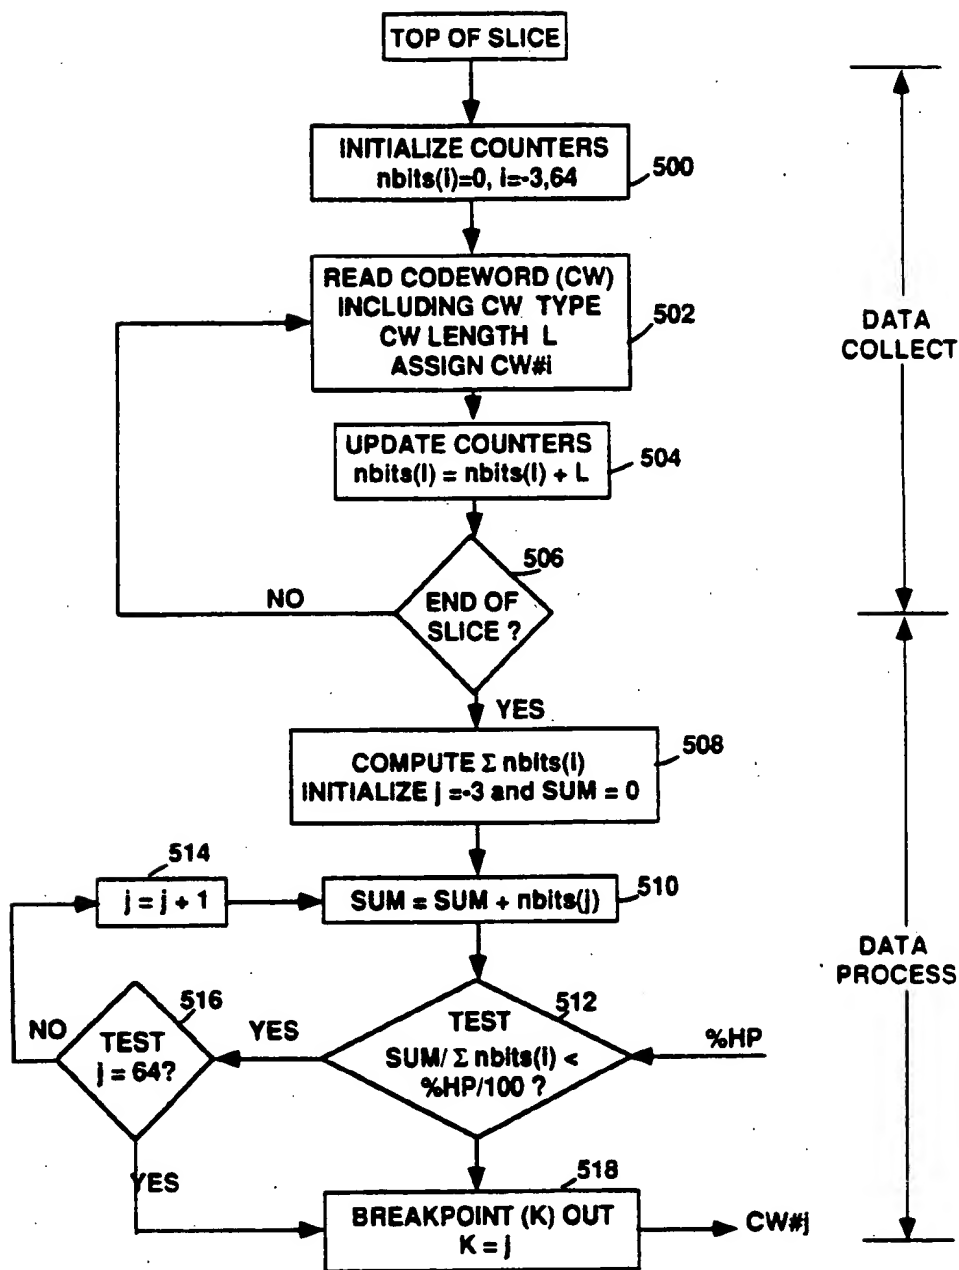 TOP OF SLICE
INITIALIZE COUNTERS
nbits(i)=0, i=-3,64
500
READ CODEWORD (CW)
INCLUDING CW TYPE
CW LENGTH L
ASSIGN CW#i
502
DATA
COLLECT
UPDATE COUNTERS
nbits(I) = nbits(I) + L
504
506
END OF
SLICE ?
NO
YES
COMPUTE Σ nbits(i)
INITIALIZE j =-3 and SUM = 0
508
514
j = j + 1
SUM = SUM + nbits(j)
510
DATA
PROCESS
516
TEST
j = 64?
NO
YES
512
TEST
SUM/ Σ nbits(i) <
%HP/100 ?
%HP
YES
518
BREAKPOINT (K) OUT
K = j
CW#j